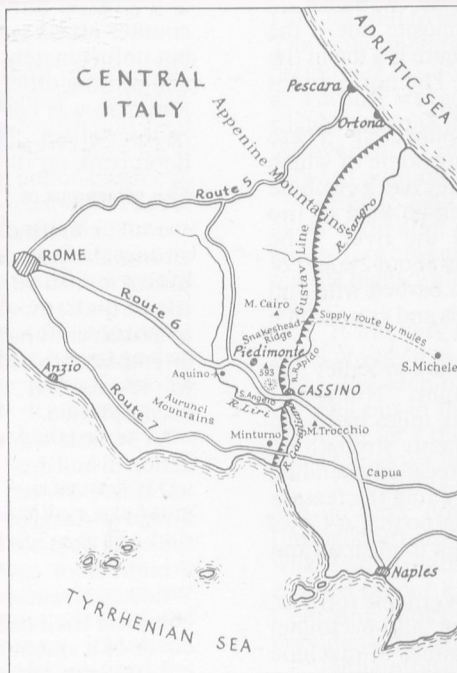 ADRIATIC SEA
CENTRAL
ITALY
Pescara
Ortona
Appenine Mountains
Route 5
R. Sangro
ROME
Gustav Line
Route 6
M. Cairo
Snakeshead
Ridge
Supply route by mules
S. Michele
Piedimonte
593
R. Rapido
Anzio
Aquino
CASSINO
S. Angelo
R. Liri
Aurunci
Mountains
Route 7
R. Garigliano
M. Trocchio
Minturno
Capua
Naples
TYRRHENIAN SEA